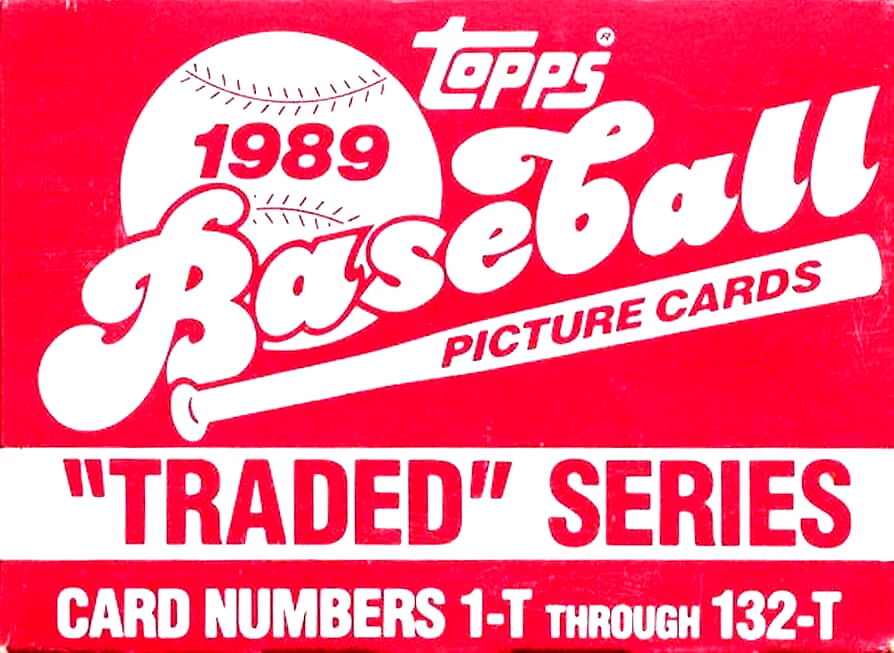 topps®
1989
Baseball
PICTURE CARDS
"TRADED" SERIES
CARD NUMBERS 1-T THROUGH 132-T